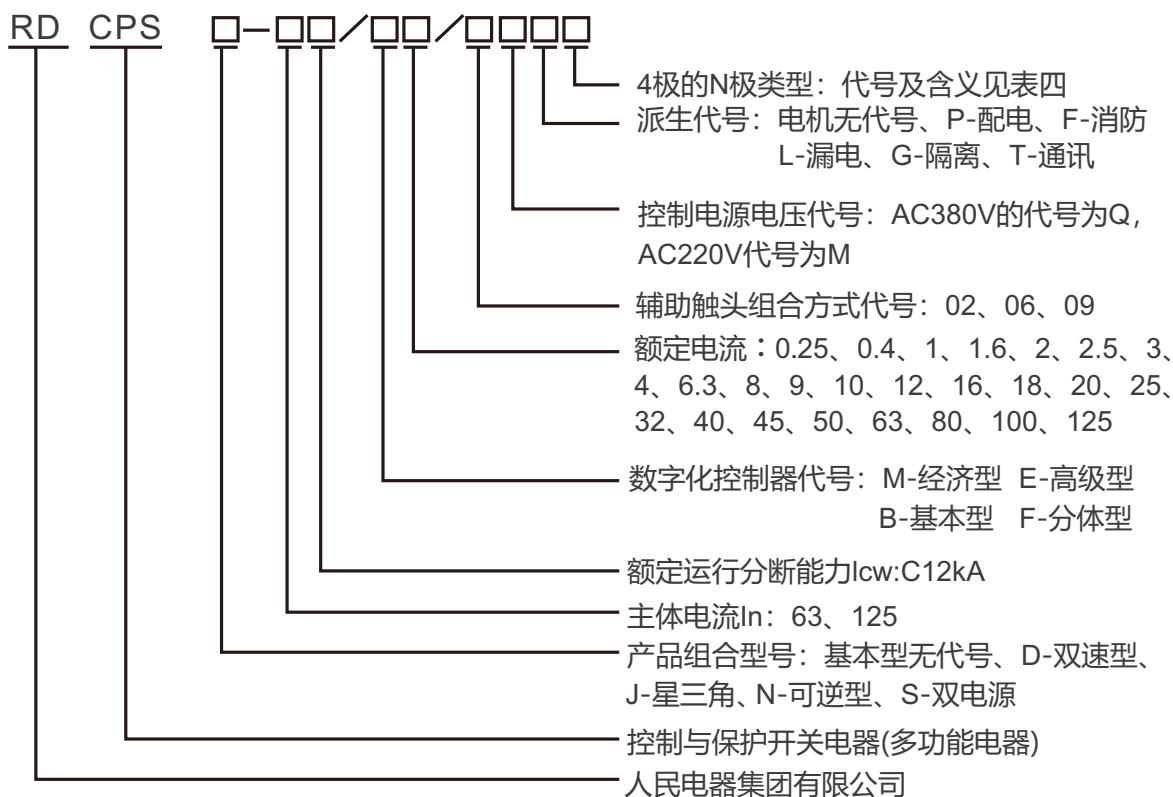 RD CPS □-□□/□□/□□□□
4极的N极类型：代号及含义见表四
派生代号：电机无代号、P-配电、F-消防
L-漏电、G-隔离、T-通讯
控制电源电压代号：AC380V的代号为Q，
AC220V代号为M
辅助触头组合方式代号：02、06、09
额定电流：0.25、0.4、1、1.6、2、2.5、3、
4、6.3、8、9、10、12、16、18、20、25、
32、40、45、50、63、80、100、125
数字化控制器代号：M-经济型 E-高级型
B-基本型 F-分体型
额定运行分断能力Icw:C12kA
主体电流In：63、125
产品组合型号：基本型无代号、D-双速型、
J-星三角、N-可逆型、S-双电源
控制与保护开关电器(多功能电器)
人民电器集团有限公司